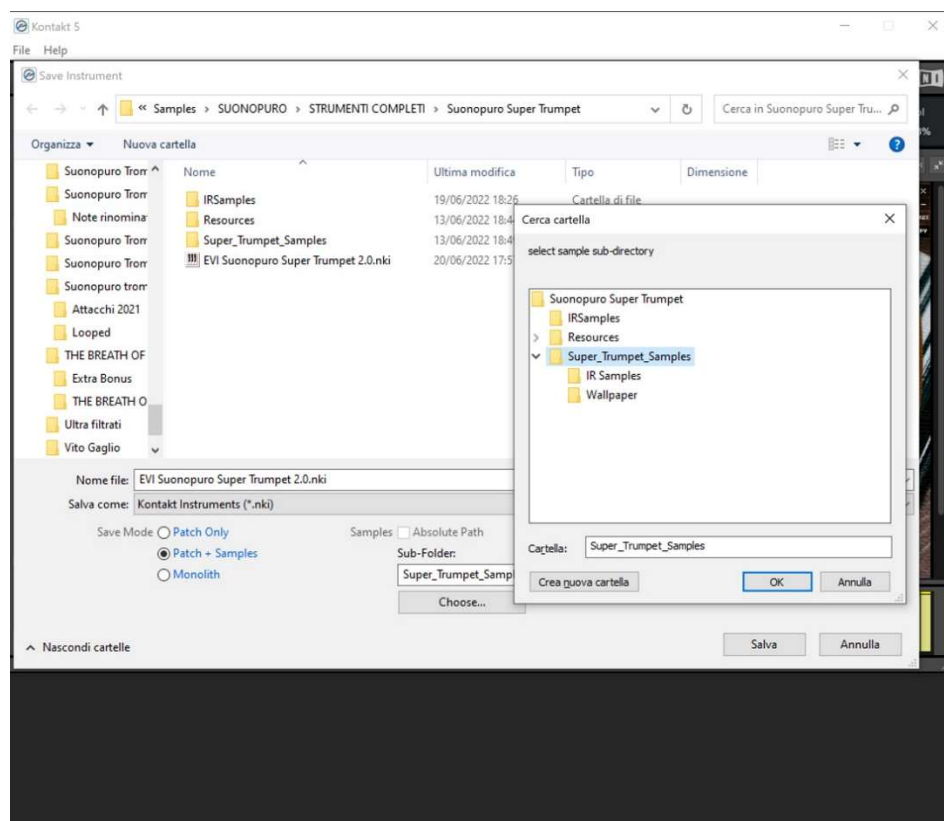 Kontakt 5
File Help
Save Instrument
« Samples > SUONOPURO > STRUMENTI COMPLETI > Suonopuro Super Trumpet
Cerca in Suonopuro Super Tru...
Organizza Nuova cartella
Suonopuro Tron
Suonopuro Tron
Note rinomina
Suonopuro Tron
Suonopuro Tron
Suonopuro trom
Attacchi 2021
Looped
THE BREATH OF
Extra Bonus
THE BREATH O
Ultra filtrati
Vito Gaglio
Nome Ultima modifica Tipo Dimensione
IRSamples 19/06/2022 18:26 Cartella di file
Resources 13/06/2022 18:4
Super_Trumpet_Samples 13/06/2022 18:4
EVI Suonopuro Super Trumpet 2.0.nki 20/06/2022 17:5
Nome file: EVI Suonopuro Super Trumpet 2.0.nki
Salva come: Kontakt Instruments (*.nki)
Save Mode Patch Only Samples Absolute Path
Patch + Samples Sub-Folder:
Monolith Super_Trumpet_Sampl
Choose...
Nascondi cartelle
Salva Annulla
Cerca cartella
select sample sub-directory
Suonopuro Super Trumpet
IRSamples
Resources
Super_Trumpet_Samples
IR Samples
Wallpaper
Cartella: Super_Trumpet_Samples
Crea nuova cartella OK Annulla